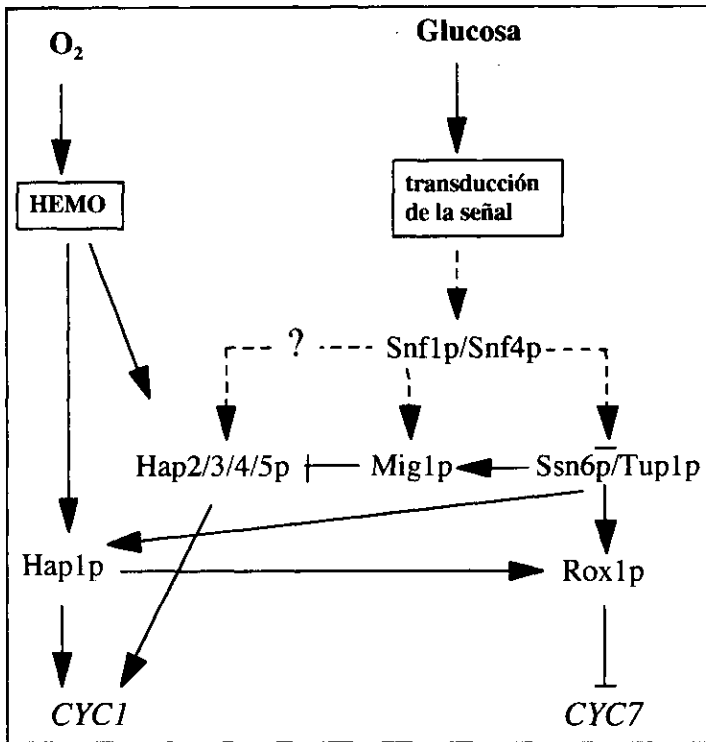 O₂
Glucosa
HEMO
transducción
de la señal
? Snf1p/Snf4p
Hap2/3/4/5p Mig1p Ssn6p/Tup1p
Hap1p Rox1p
CYC1 CYC7